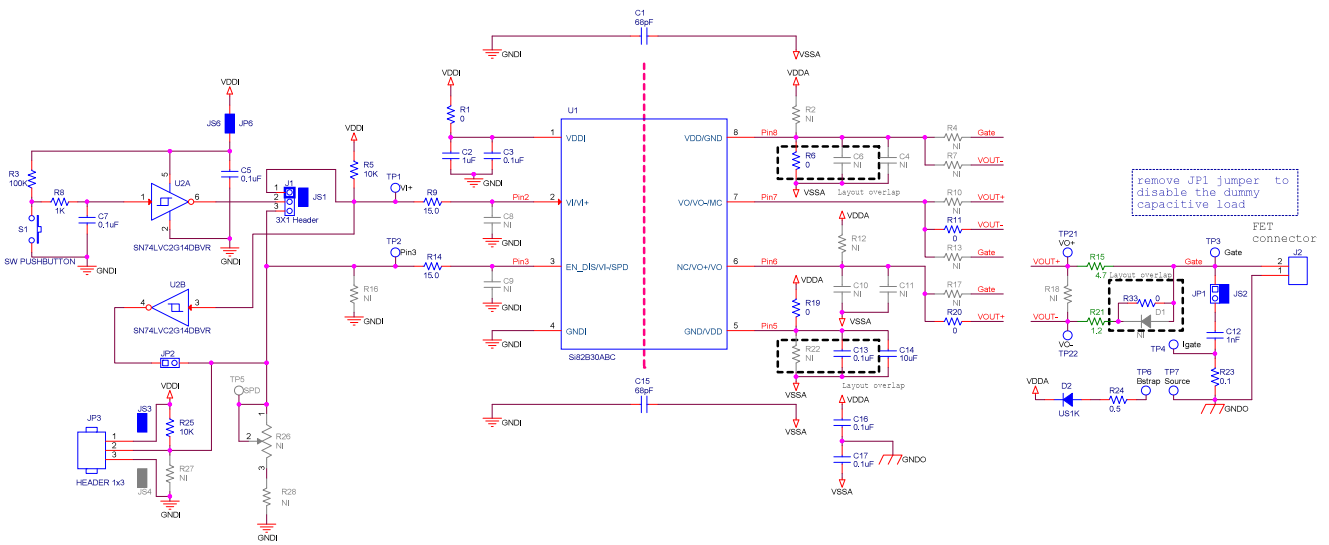 C1
68pF
GNDI
VSSA
VDDI
JS6
JP6
R3
100K
R8
1K
C7
0.1uF
S1
SW PUSHBUTTON
GNDI
U2A
5
1
6
2
SN74LVC2G14DBVR
C5
0,1uF
GNDI
J1
1
2
3
JS1
3X1 Header
VDDI
R5
10K
TP1
VI+
R9
15.0
Pin2
C8
NI
GNDI
TP2
Pin3
R14
15.0
Pin3
C9
NI
GNDI
R16
NI
GNDI
U2B
4
3
SN74LVC2G14DBVR
JP2
JP3
1
2
3
HEADER 1x3
JS3
JS4
VDDI
R25
10K
R27
NI
GNDI
TP5
SPD
1
2
3
R26
NI
R28
NI
GNDI
VDDI
R1
0
C2
1uF
C3
0.1uF
GNDI
U1
1
VDDI
2
VI/VI+
3
EN_DIS/VI-/SPD
4
GNDI
GNDI
Si82B30ABC
VDD/GND
8
VO/VO-/MC
7
NC/VO+/VO
6
GND/VDD
5
C15
68pF
GNDI
VSSA
VDDA
R2
NI
Pin8
R6
0
C6
NI
C4
NI
VSSA
Layout overlap
R4
NI
Gate
R7
NI
VOUT-
Pin7
R10
NI
VOUT+
R11
0
VOUT-
R13
NI
Gate
VDDA
R12
NI
Pin6
C10
NI
C11
NI
VSSA
R17
NI
Gate
R20
0
VOUT+
VDDA
R19
0
Pin5
R22
NI
C13
0.1uF
C14
10uF
VSSA
Layout overlap
VDDA
C16
0.1uF
C17
0.1uF
GNDO
VSSA
remove JP1 jumper to
disable the dummy
capacitive load
FET
connector
TP21
VO+
VOUT+
R15
4.7
Layout overlap
R18
NI
VOUT-
VO-
TP22
R21
1.2
R33
0
D1
NI
Gate
TP3
Gate
J2
2
1
JP1
JS2
C12
1nF
TP4
Igate
R23
0.1
GNDO
VDDA
D2
US1K
R24
0.5
TP6
Bstrap
TP7
Source